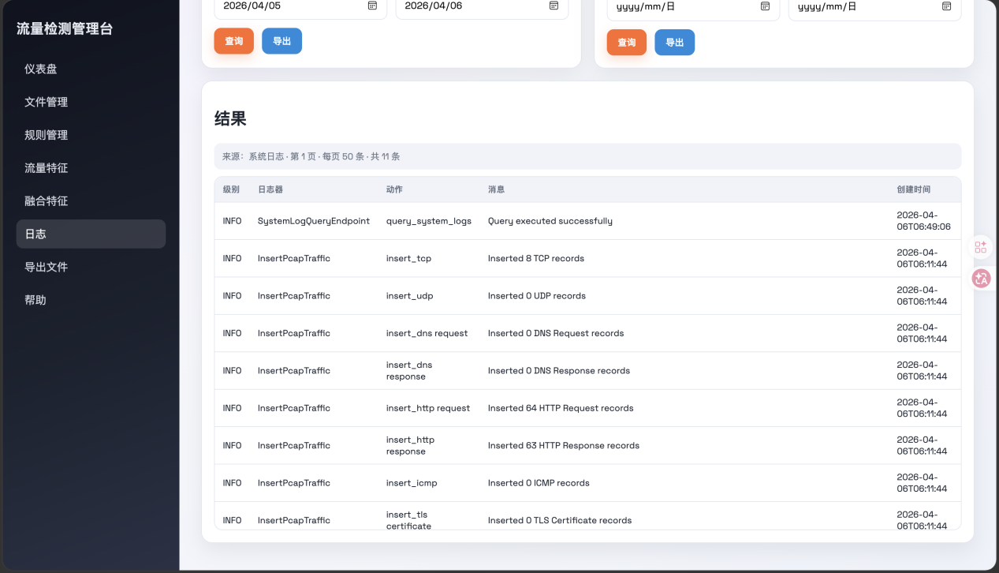 流量检测管理台
仪表盘
文件管理
规则管理
流量特征
融合特征
日志
导出文件
帮助
2026/04/05
2026/04/06
yyyy/mm/日
yyyy/mm/日
查询
导出
查询
导出
结果
来源：系统日志 · 第 1 页 · 每页 50 条 · 共 11 条
级别 日志器 动作 消息 创建时间
INFO SystemLogQueryEndpoint query_system_logs Query executed successfully 2026-04-
06T06:49:06
INFO InsertPcapTraffic insert_tcp Inserted 8 TCP records 2026-04-
06T06:11:44
INFO InsertPcapTraffic insert_udp Inserted 0 UDP records 2026-04-
06T06:11:44
INFO InsertPcapTraffic insert_dns request Inserted 0 DNS Request records 2026-04-
06T06:11:44
INFO InsertPcapTraffic insert_dns
response Inserted 0 DNS Response records 2026-04-
06T06:11:44
INFO InsertPcapTraffic insert_http request Inserted 64 HTTP Request records 2026-04-
06T06:11:44
INFO InsertPcapTraffic insert_http
response Inserted 63 HTTP Response records 2026-04-
06T06:11:44
INFO InsertPcapTraffic insert_icmp Inserted 0 ICMP records 2026-04-
06T06:11:44
INFO InsertPcapTraffic insert_tls
certificate Inserted 0 TLS Certificate records 2026-04-
06T06:11:44